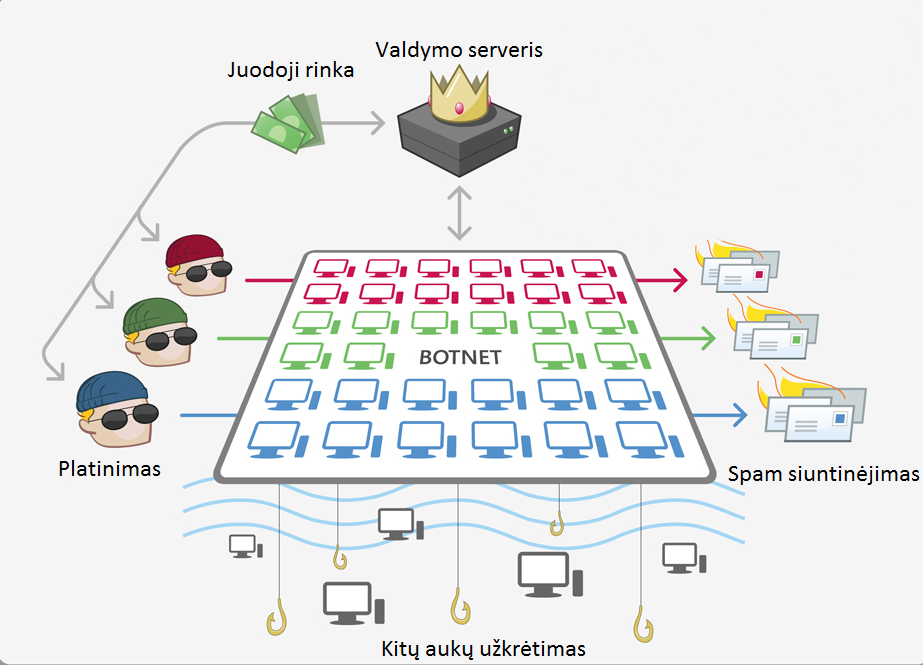 Valdymo serveris
Juodoji rinka
BOTNET
Platinimas
Spam siuntinėjimas
Kitų aukų užkrėtimas